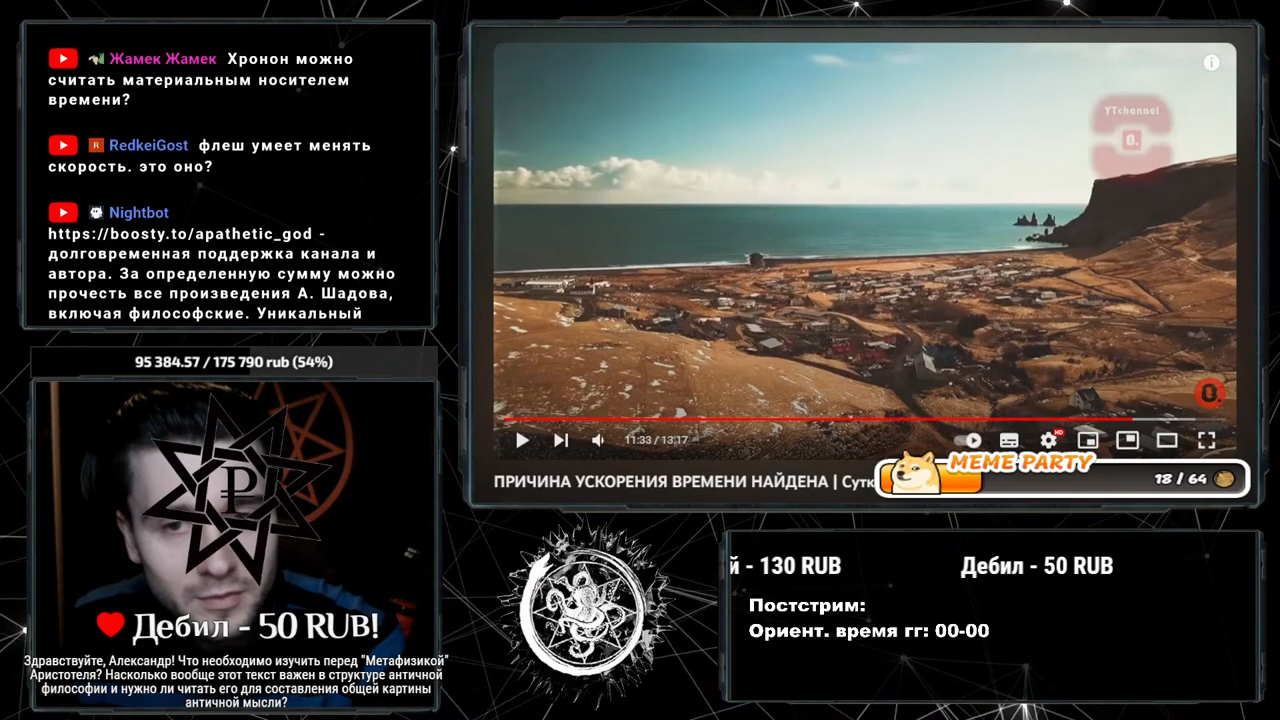 Жамек Жамек Хронон можно
считать материальным носителем
времени?
R RedkeiGost флеш умеет менять
скорость. это оно?
Nightbot
https://boosty.to/apathetic_god -
долговременная поддержка канала и
автора. За определенную сумму можно
прочесть все произведения А. Шадова,
включая философские. Уникальный
95 384.57 / 175 790 rub (54%)
₽
Дебил - 50 RUB!
Здравствуйте, Александр! Что необходимо изучить перед "Метафизикой"
Аристотеля? Насколько вообще этот текст важен в структуре античной
философии и нужно ли читать его для составления общей картины
античной мысли?
YTchannel
0.
0.
11:33 / 13:17
HD
ПРИЧИНА УСКОРЕНИЯ ВРЕМЕНИ НАЙДЕНА | Сутк
MEME PARTY
18 / 64
й - 130 RUB
Дебил - 50 RUB
Постстрим:
Ориент. время гг: 00-00